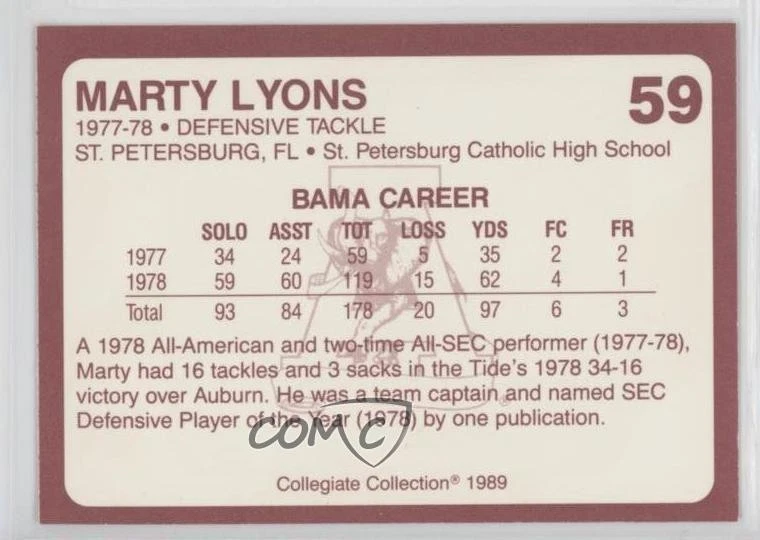 MARTY LYONS
59
1977-78 • DEFENSIVE TACKLE
ST. PETERSBURG, FL • St. Petersburg Catholic High School
BAMA CAREER
SOLO ASST TOT LOSS YDS FC FR
1977 34 24 59 5 35 2 2
1978 59 60 119 15 62 4 1
Total 93 84 178 20 97 6 3
A 1978 All-American and two-time All-SEC performer (1977-78),
Marty had 16 tackles and 3 sacks in the Tide's 1978 34-16
victory over Auburn. He was a team captain and named SEC
Defensive Player of the Year (1978) by one publication.
COMC
Collegiate Collection® 1989